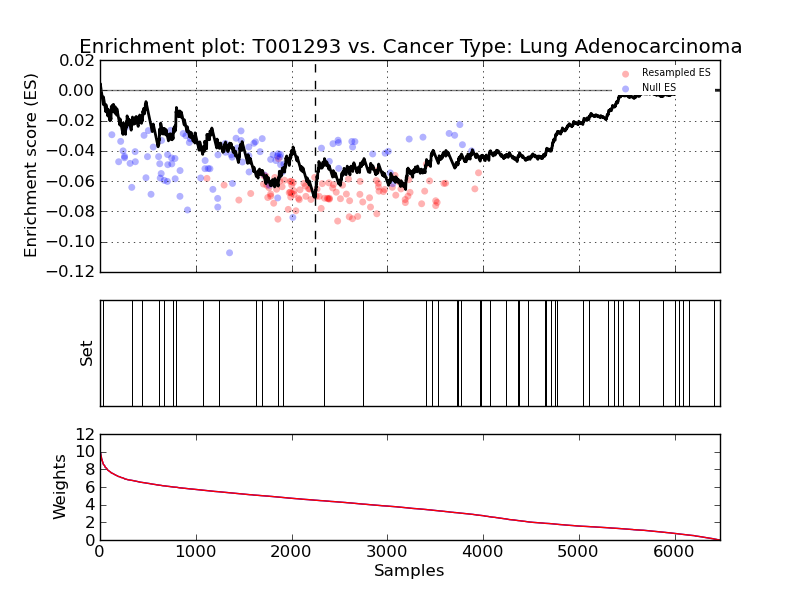 Enrichment plot: T001293 vs. Cancer Type: Lung Adenocarcinoma
Enrichment score (ES)
0.02
0.00
−0.02
−0.04
−0.06
−0.08
−0.10
−0.12
Resampled ES
Null ES
Set
Weights
12
10
8
6
4
2
0
0 1000 2000 3000 4000 5000 6000
Samples